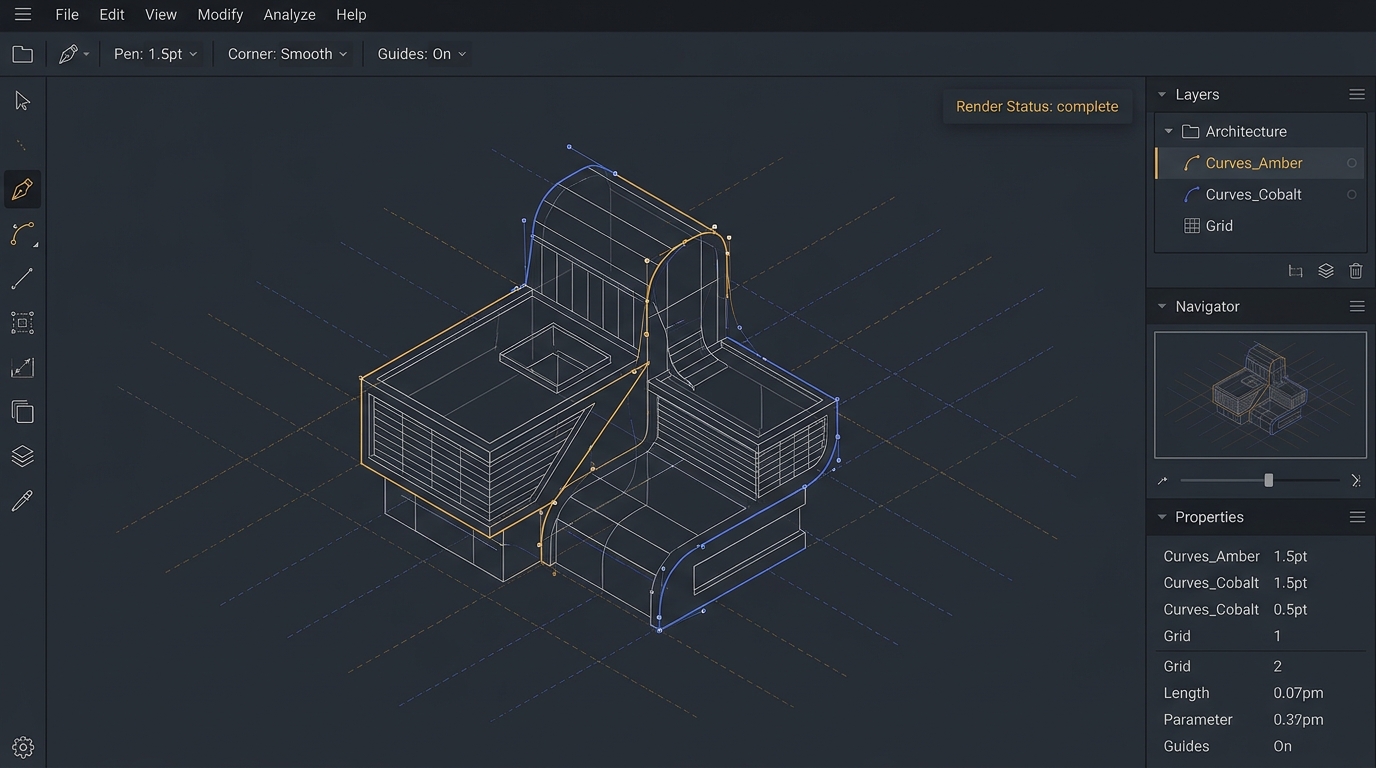 File Edit View Modify Analyze Help
Pen: 1.5pt Corner: Smooth Guides: On
Render Status: complete
Layers
Architecture
Curves_Amber
Curves_Cobalt
Grid
Navigator
Properties
Curves_Amber 1.5pt
Curves_Cobalt 1.5pt
Curves_Cobalt 0.5pt
Grid 1
Grid 2
Length 0.07pm
Parameter 0.37pm
Guides On